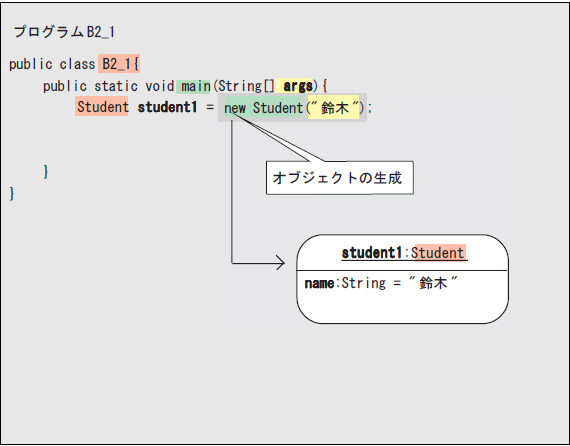 プログラムB2_1
public class B2_1{
public static void main(String[] args){
Student student1 = new Student("鈴木");
オブジェクトの生成
}
}
student1:Student
name:String = "鈴木"